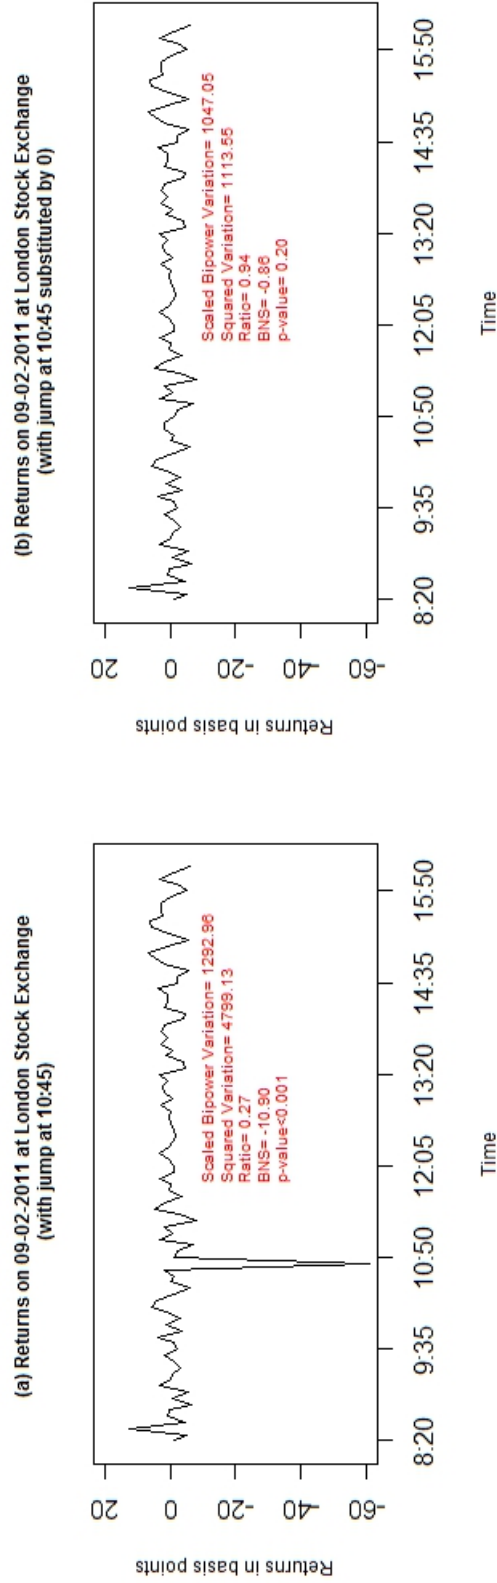 (a) Returns on 09-02-2011 at London Stock Exchange
(with jump at 10:45)
Returns in basis points
20
0
-20
-40
-60
Scaled Bipower Variation= 1292.96
Squared Variation= 4799.13
Ratio= 0.27
BNS= -10.90
p-value<0.001
8:20 9:35 10:50 12:05 13:20 14:35 15:50
Time
(b) Returns on 09-02-2011 at London Stock Exchange
(with jump at 10:45 substituted by 0)
Returns in basis points
20
0
-20
-40
-60
Scaled Bipower Variation= 1047.05
Squared Variation= 1113.55
Ratio= 0.94
BNS= -0.86
p-value= 0.20
8:20 9:35 10:50 12:05 13:20 14:35 15:50
Time